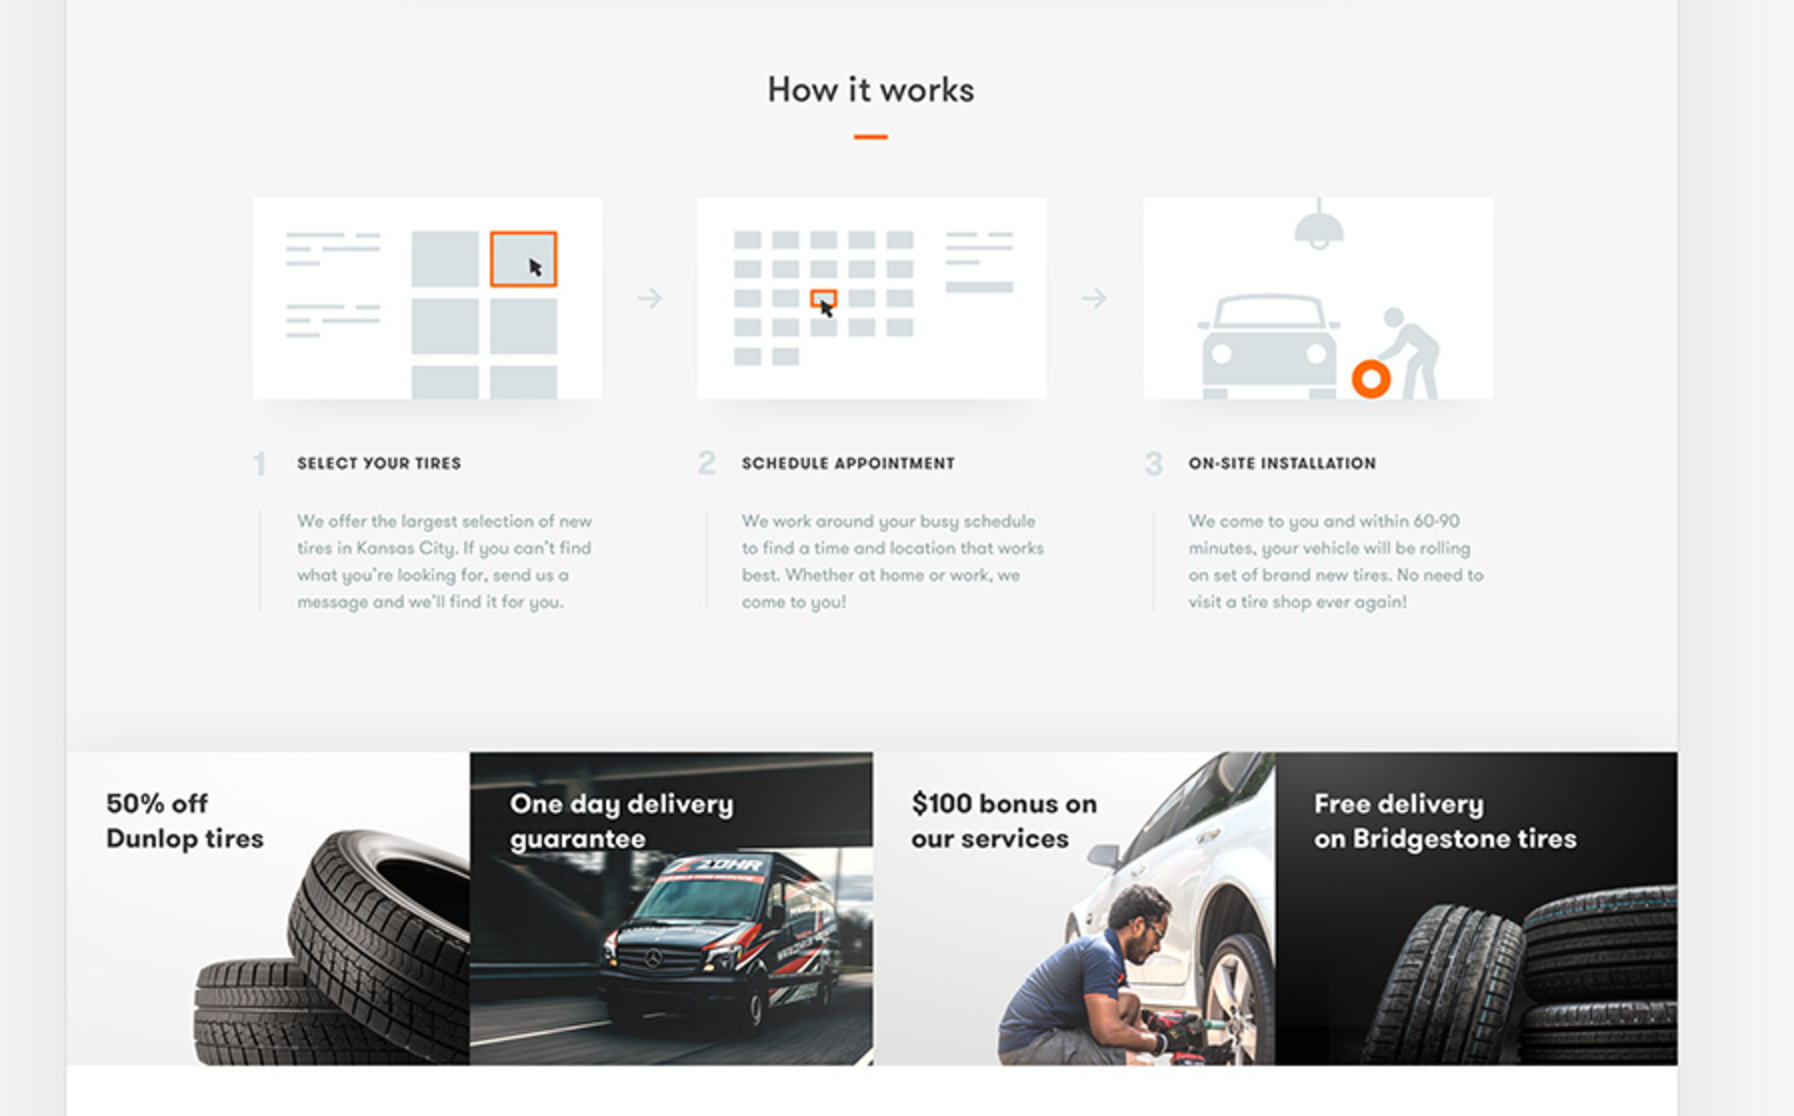 How it works
1 SELECT YOUR TIRES
We offer the largest selection of new
tires in Kansas City. If you can't find
what you're looking for, send us a
message and we'll find it for you.
2 SCHEDULE APPOINTMENT
We work around your busy schedule
to find a time and location that works
best. Whether at home or work, we
come to you!
3 ON-SITE INSTALLATION
We come to you and within 60-90
minutes, your vehicle will be rolling
on set of brand new tires. No need to
visit a tire shop ever again!
50% off
Dunlop tires
One day delivery
guarantee
$100 bonus on
our services
Free delivery
on Bridgestone tires